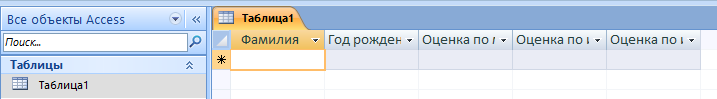 Все объекты Access
Поиск...
Таблицы
Таблица1
Таблица1
Фамилия
Год рожден
Оценка по
Оценка по
Оценка по